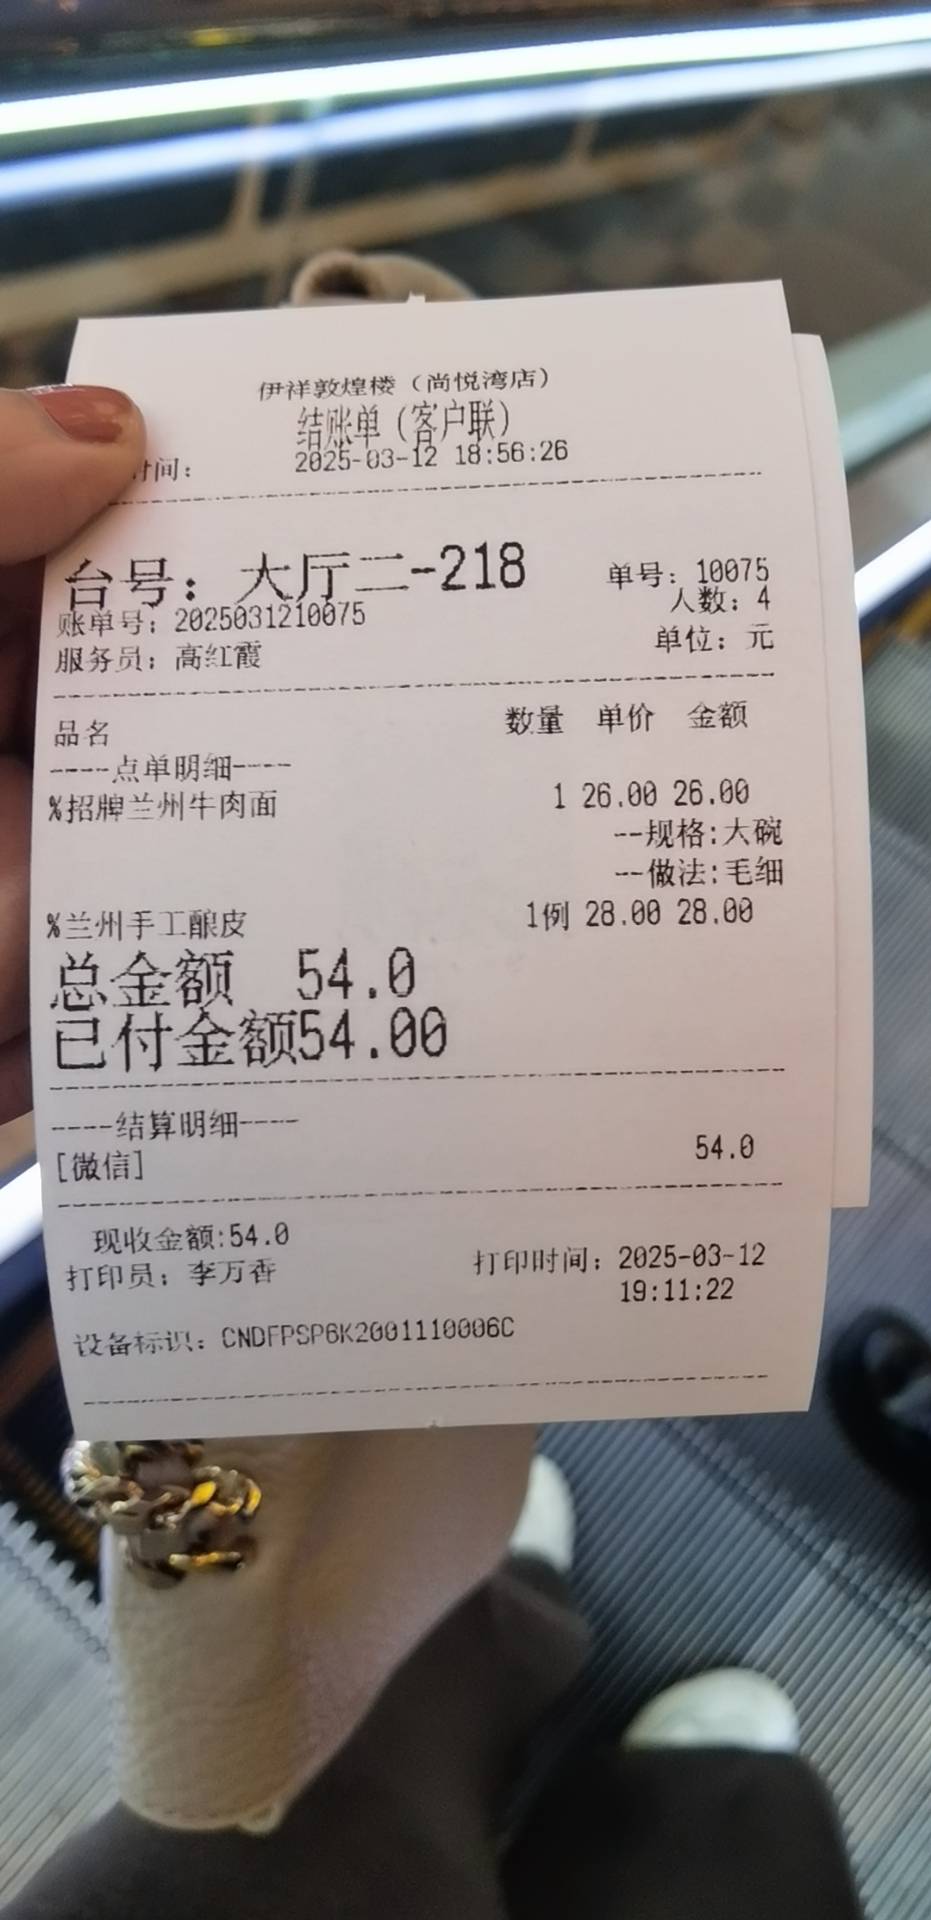 伊祥敦煌楼（尚悦湾店）
结账单（客户联）
时间： 2025-03-12 18:56:26
台号：大厅二-218
单号：10075
账单号：2025031210075
人数：4
服务员：高红霞
单位：元
品名 数量 单价 金额
----点单明细----
%招牌兰州牛肉面 1 26.00 26.00
--规格:大碗
--做法:毛细
%兰州手工酿皮 1例 28.00 28.00
总金额 54.0
已付金额54.00
----结算明细----
[微信] 54.0
现收金额:54.0
打印员：李万香
打印时间：2025-03-12
19:11:22
设备标识：CNDFPSP6K2001110006C